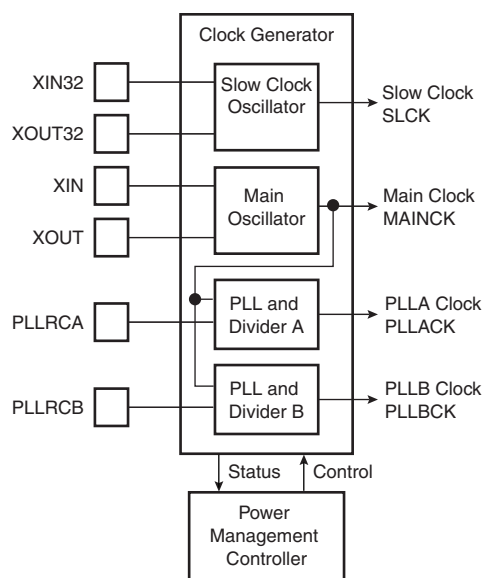 Clock Generator
XIN32
Slow Clock
Oscillator
Slow Clock
SLCK
XOUT32
XIN
Main
Oscillator
Main Clock
MAINCK
XOUT
PLLRCA
PLL and
Divider A
PLLA Clock
PLLACK
PLLRCB
PLL and
Divider B
PLLB Clock
PLLBCK
Status
Control
Power
Management
Controller